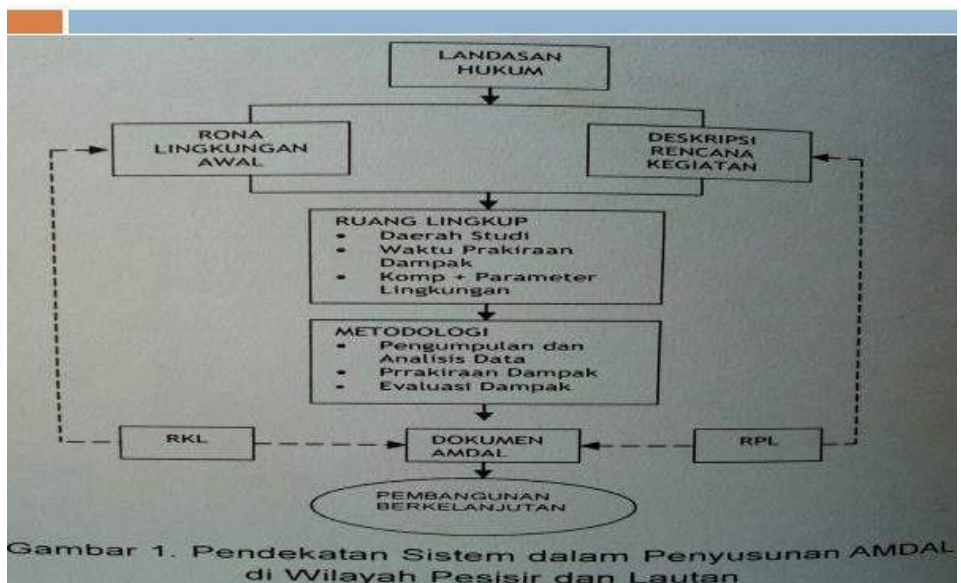 LANDASAN
HUKUM
RONA
LINGKUNGAN
AWAL
DESKRIPSI
RENCANA
KEGIATAN
RUANG LINGKUP
• Daerah Studi
• Waktu Prakiraan
Dampak
• Komp + Parameter
Lingkungan
METODOLOGI
• Pengumpulan dan
Analisis Data
• Prrakiraan Dampak
• Evaluasi Dampak
RKL
DOKUMEN
AMDAL
RPL
PEMBANGUNAN
BERKELANJUTAN
Gambar 1. Pendekatan Sistem dalam Penyusunan AMDAL
di Wilayah Pesisir dan Lautan